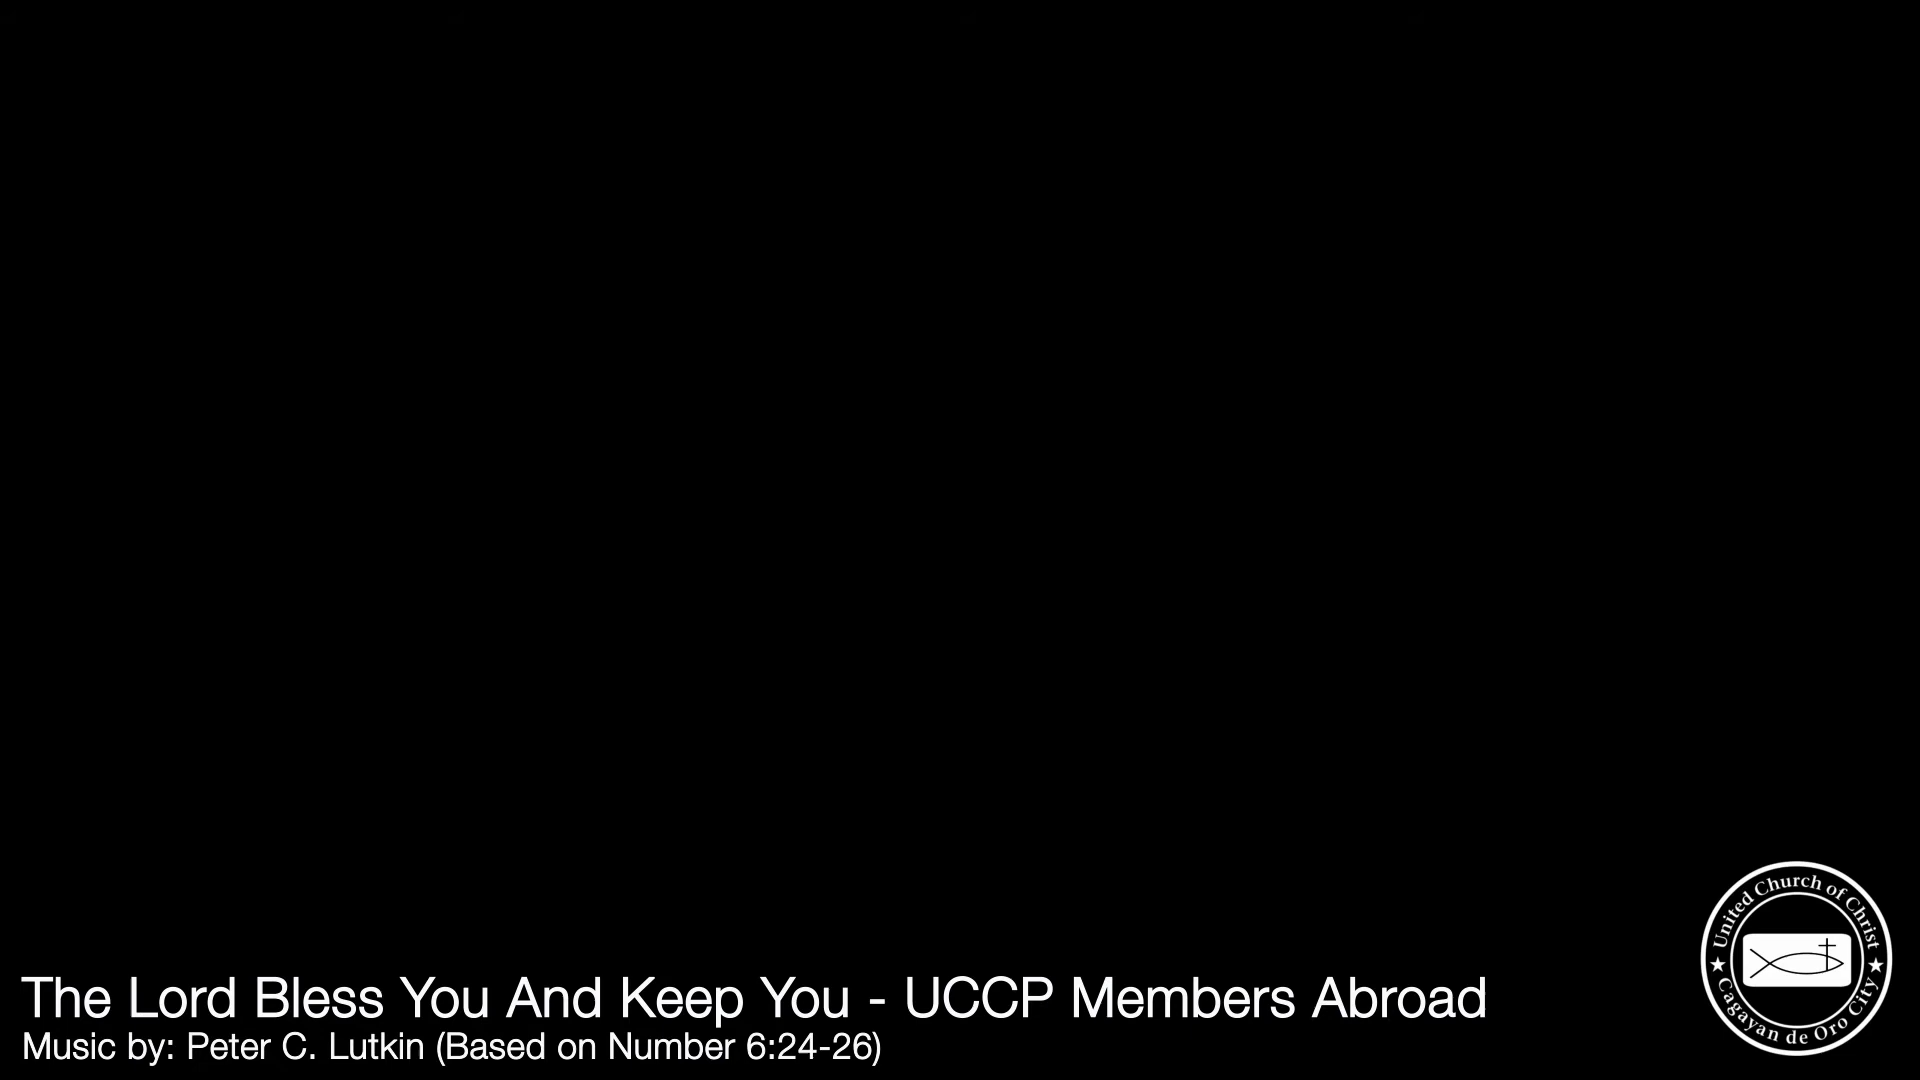 United Church of Christ
The Lord Bless You And Keep You - UCCP Members Abroad
Music by: Peter C. Lutkin (Based on Number 6:24-26)
★ Cagayan de Oro City ★